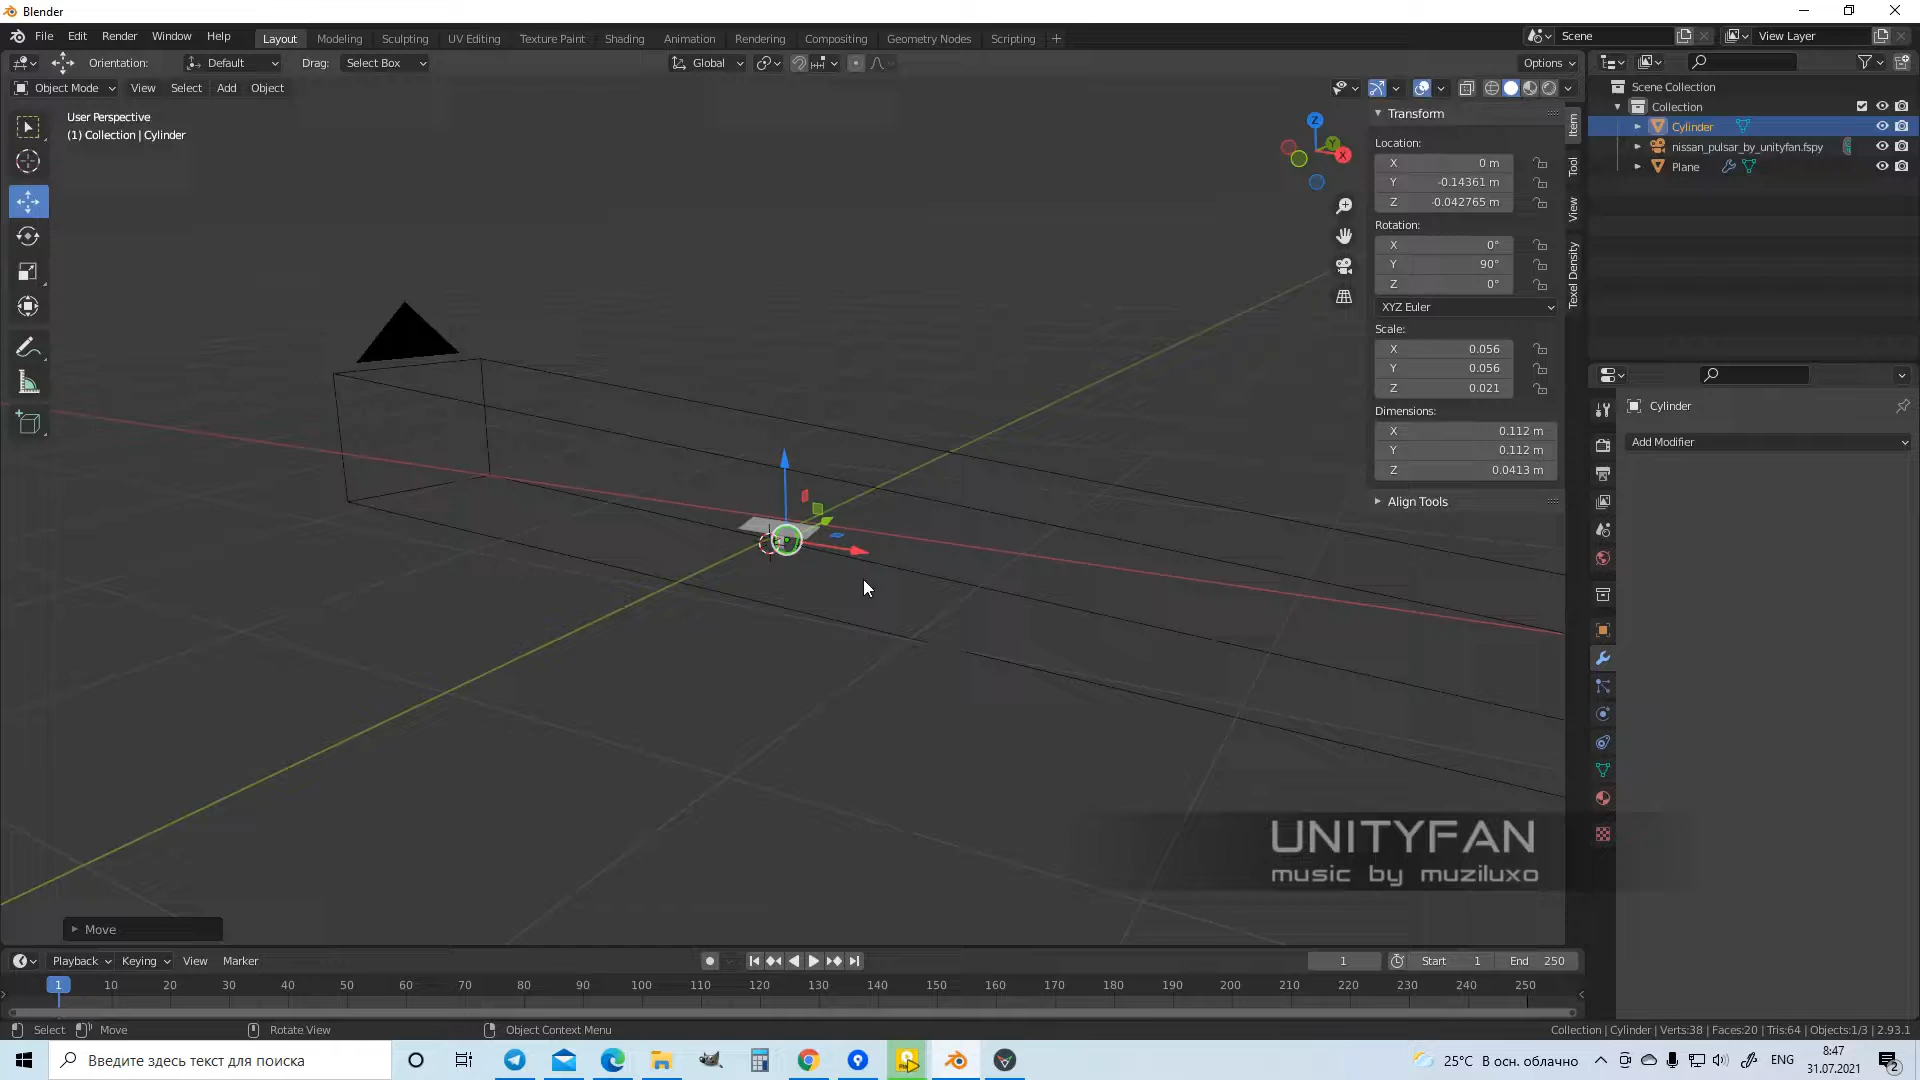 Blender
File Edit Render Window Help
Layout Modeling Sculpting UV Editing Texture Paint Shading Animation Rendering Compositing Geometry Nodes Scripting +
Scene
View Layer
Orientation: Default Drag: Select Box
Global
Options
Object Mode View Select Add Object
User Perspective
(1) Collection | Cylinder
Z
Y
X
Transform
Location:
X 0 m
Y -0.14361 m
Z -0.042765 m
Rotation:
X 0°
Y 90°
Z 0°
XYZ Euler
Scale:
X 0.056
Y 0.056
Z 0.021
Dimensions:
X 0.112 m
Y 0.112 m
Z 0.0413 m
Align Tools
Item
Tool
View
Texel Density
Scene Collection
Collection
Cylinder
nissan_pulsar_by_unityfan.fspy
Plane
Cylinder
Add Modifier
UNITYFAN
music by muziluxo
Move
Playback Keying View Marker
1
Start 1 End 250
1 10 20 30 40 50 60 70 80 90 100 110 120 130 140 150 160 170 180 190 200 210 220 230 240 250
Select Move Rotate View Object Context Menu
Collection | Cylinder | Verts:38 | Faces:20 | Tris:64 | Objects:1/3 | 2.93.1
Введите здесь текст для поиска
25°C В осн. облачно
ENG
8:47
31.07.2021
2